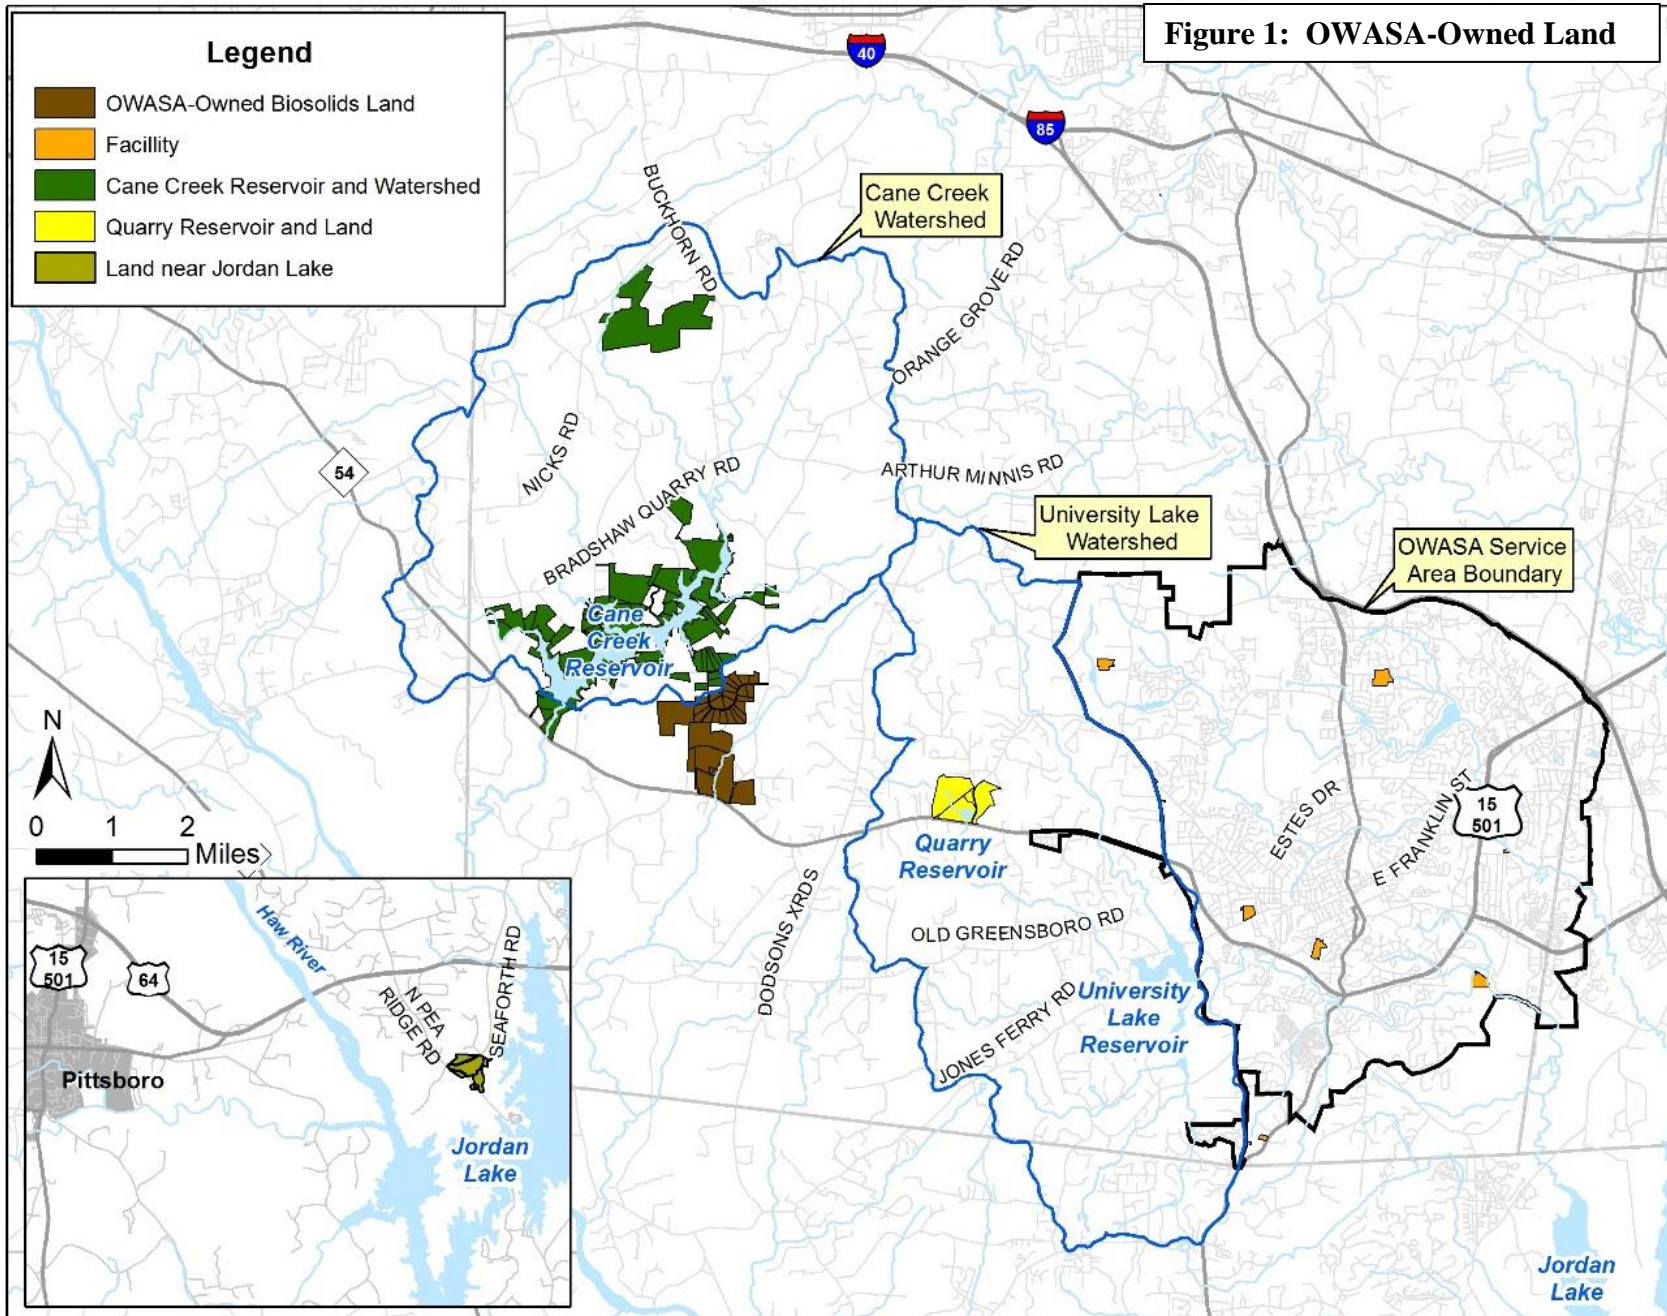 Figure 1: OWASA-Owned Land
Legend
OWASA-Owned Biosolids Land
Facillity
Cane Creek Reservoir and Watershed
Quarry Reservoir and Land
Land near Jordan Lake
40
85
BUCKHORN RD
Cane Creek
Watershed
ORANGE GROVE RD
54
NICKS RD
BRADSHAW QUARRY RD
ARTHUR MINNIS RD
University Lake
Watershed
OWASA Service
Area Boundary
Cane
Creek
Reservoir
N
0 1 2
Miles
Quarry
Reservoir
ESTES DR
E FRANKLIN ST
15
501
DODSONS XRDS
OLD GREENSBORO RD
JONES FERRY RD
University
Lake
Reservoir
Haw River
15
501
64
N PEA
RIDGE RD
SEAFORTH RD
Pittsboro
Jordan
Lake
Jordan
Lake